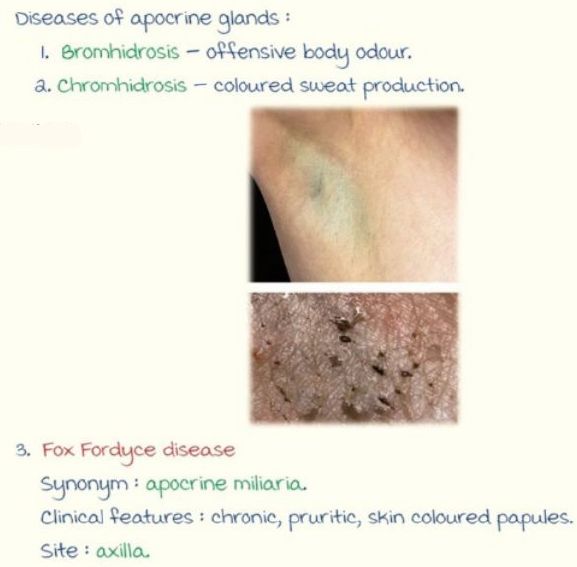 Diseases of apocrine glands :
1. Bromhidrosis – offensive body odour.
2. Chromhidrosis – coloured sweat production.
3. Fox Fordyce disease
Synonym : apocrine miliaria.
Clinical features : chronic, pruritic, skin coloured papules.
Site : axilla.